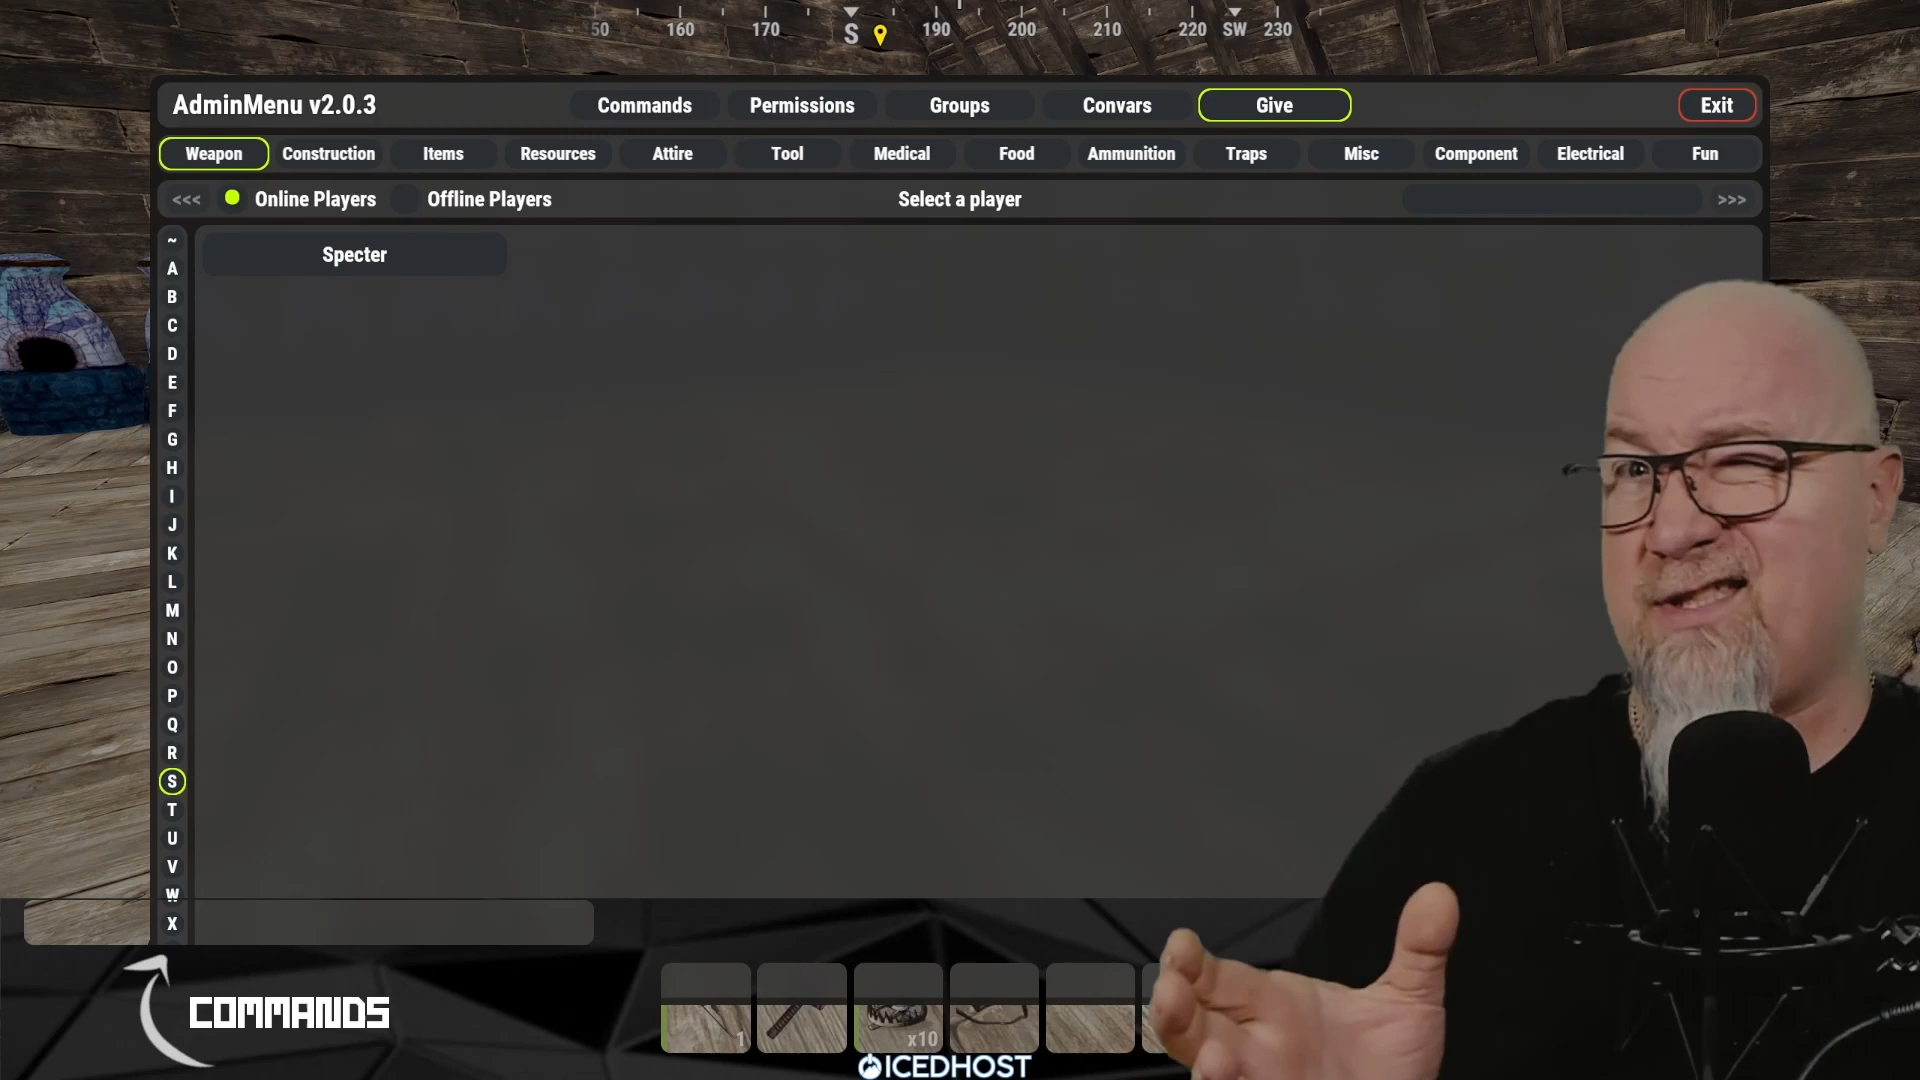 50 160 170 S 190 200 210 220 SW 230
AdminMenu v2.0.3 Commands Permissions Groups Convars Give Exit
Weapon Construction Items Resources Attire Tool Medical Food Ammunition Traps Misc Component Electrical Fun
<<< Online Players Offline Players Select a player >>>
~
Specter
A
B
C
D
E
F
G
H
I
J
K
L
M
N
O
P
Q
R
S
T
U
V
W
X
COMMANDS
1
x10
ICEDHOST